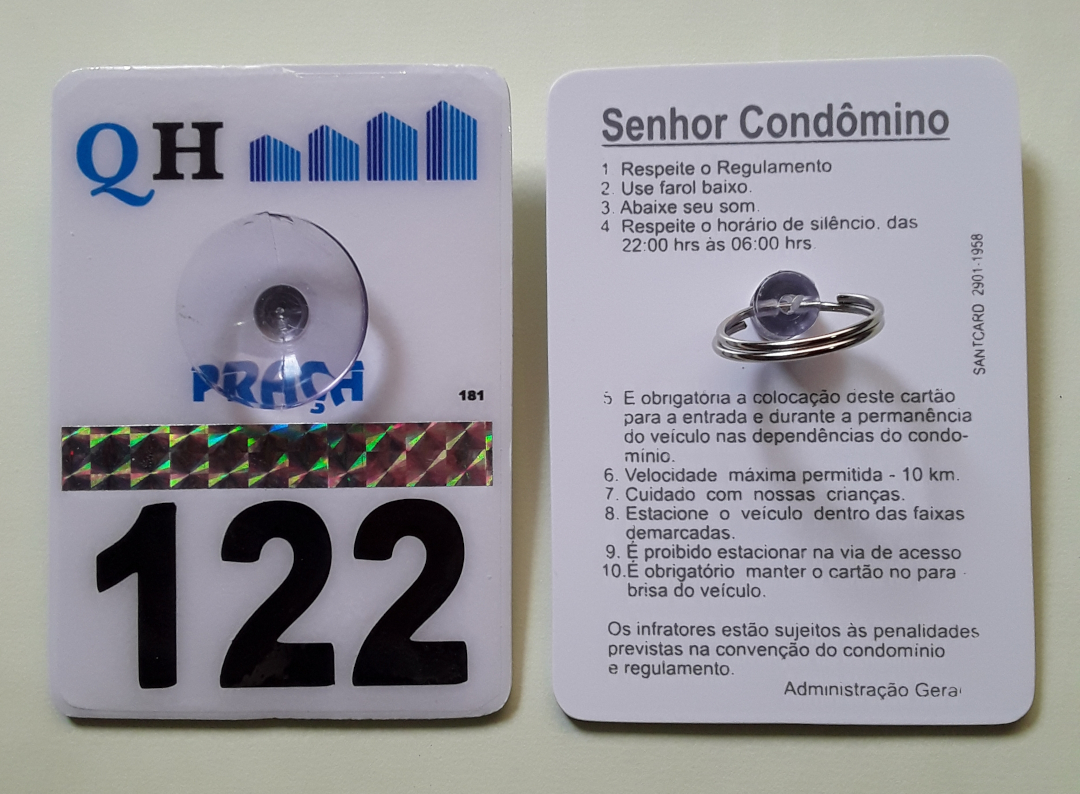 QH
PRAÇA
181
122
Senhor Condômino
1 Respeite o Regulamento
2. Use farol baixo.
3. Abaixe seu som.
4 Respeite o horário de silêncio. das
22:00 hrs às 06:00 hrs.
SANTCARD 2901-1958
5 É obrigatória a colocação deste cartão
para a entrada e durante a permanência
do veículo nas dependências do condo-
mínio.
6. Velocidade máxima permitida - 10 km.
7. Cuidado com nossas crianças.
8. Estacione o veículo dentro das faixas
demarcadas.
9. É proibido estacionar na via de acesso
10.É obrigatório manter o cartão no para -
brisa do veículo.
Os infratores estão sujeitos às penalidades
previstas na convenção do condomínio
e regulamento.
Administração Geral